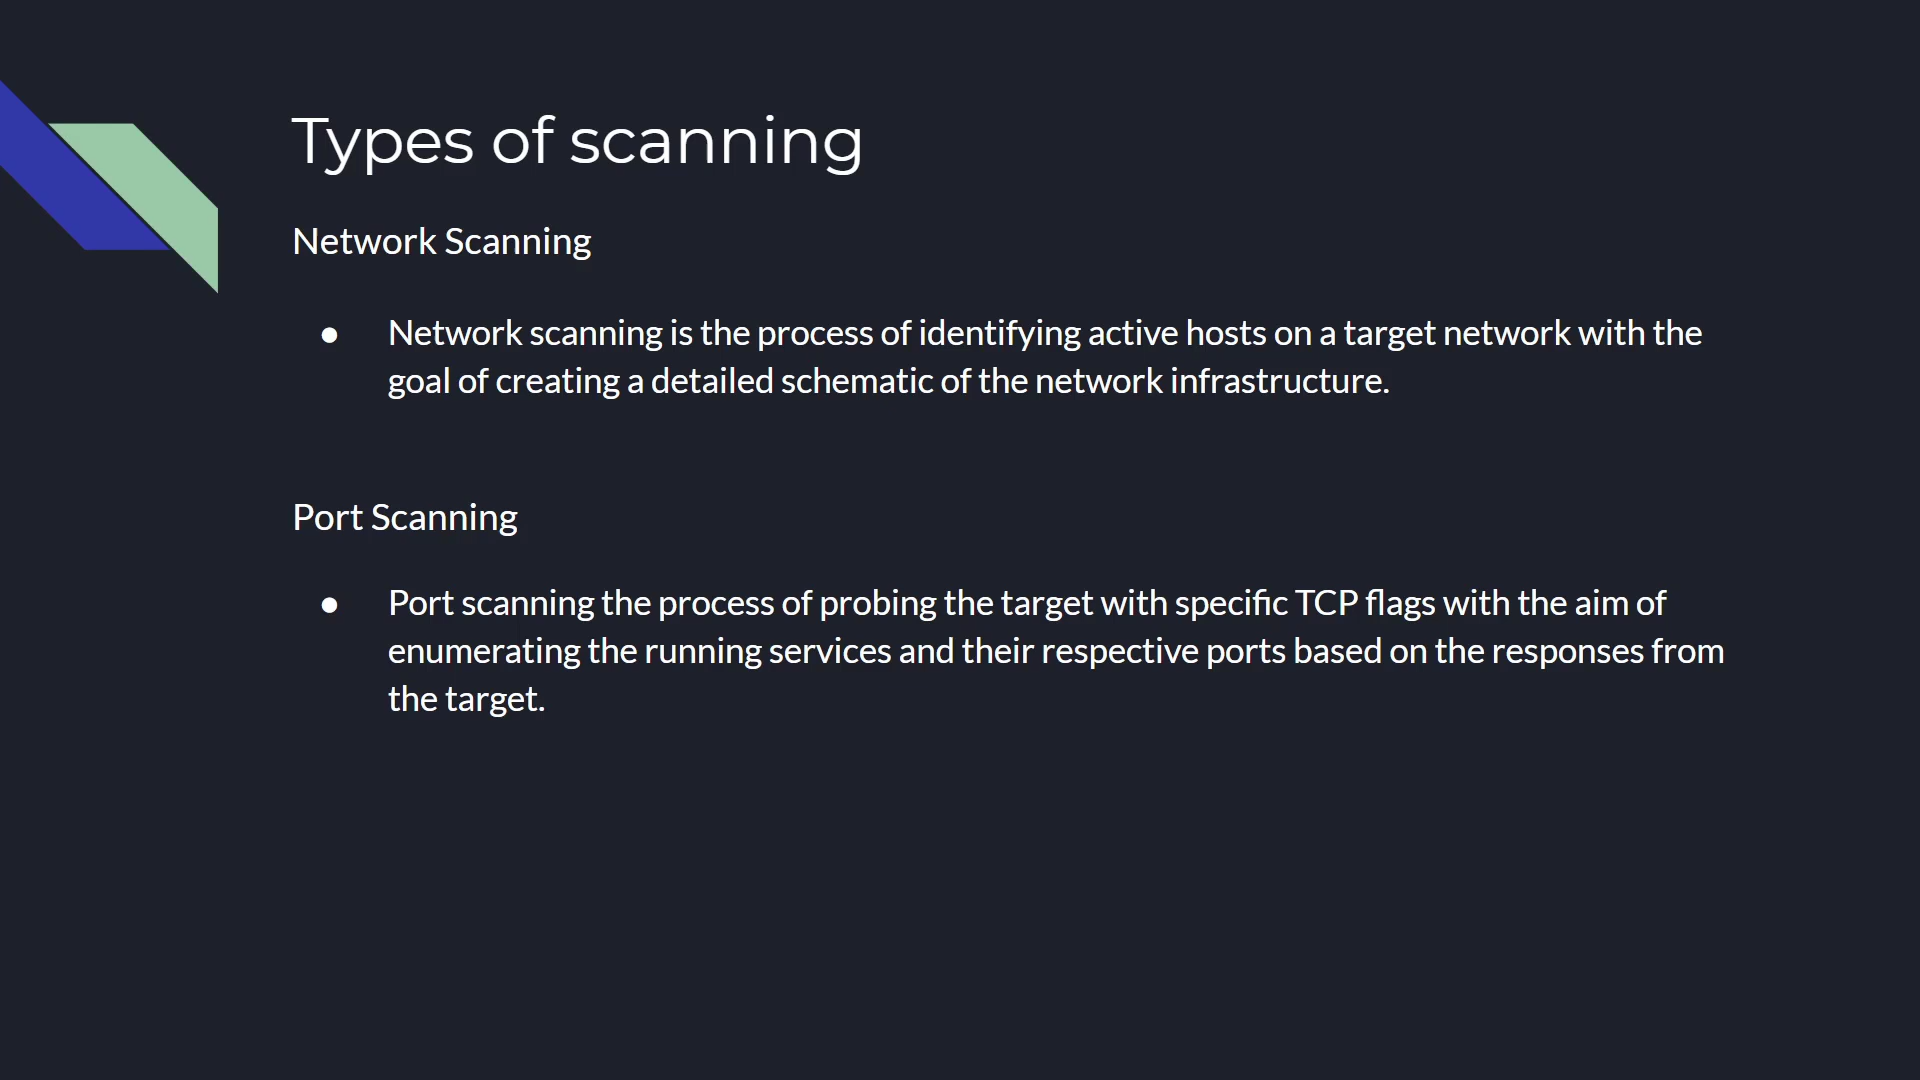 Types of scanning
Network Scanning
● Network scanning is the process of identifying active hosts on a target network with the
goal of creating a detailed schematic of the network infrastructure.
Port Scanning
● Port scanning the process of probing the target with specific TCP flags with the aim of
enumerating the running services and their respective ports based on the responses from
the target.